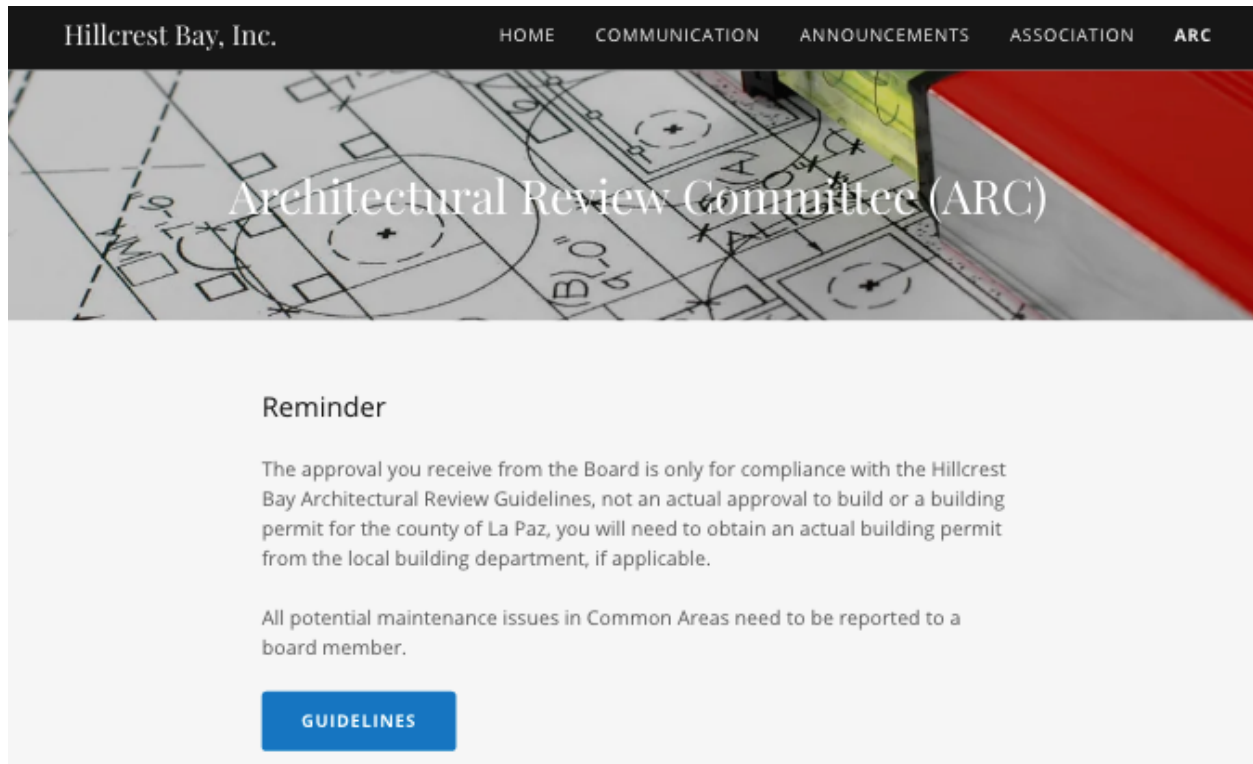 Hillcrest Bay, Inc.
HOME COMMUNICATION ANNOUNCEMENTS ASSOCIATION ARC
Architectural Review Committee (ARC)
Reminder
The approval you receive from the Board is only for compliance with the Hillcrest
Bay Architectural Review Guidelines, not an actual approval to build or a building
permit for the county of La Paz, you will need to obtain an actual building permit
from the local building department, if applicable.
All potential maintenance issues in Common Areas need to be reported to a
board member.
GUIDELINES